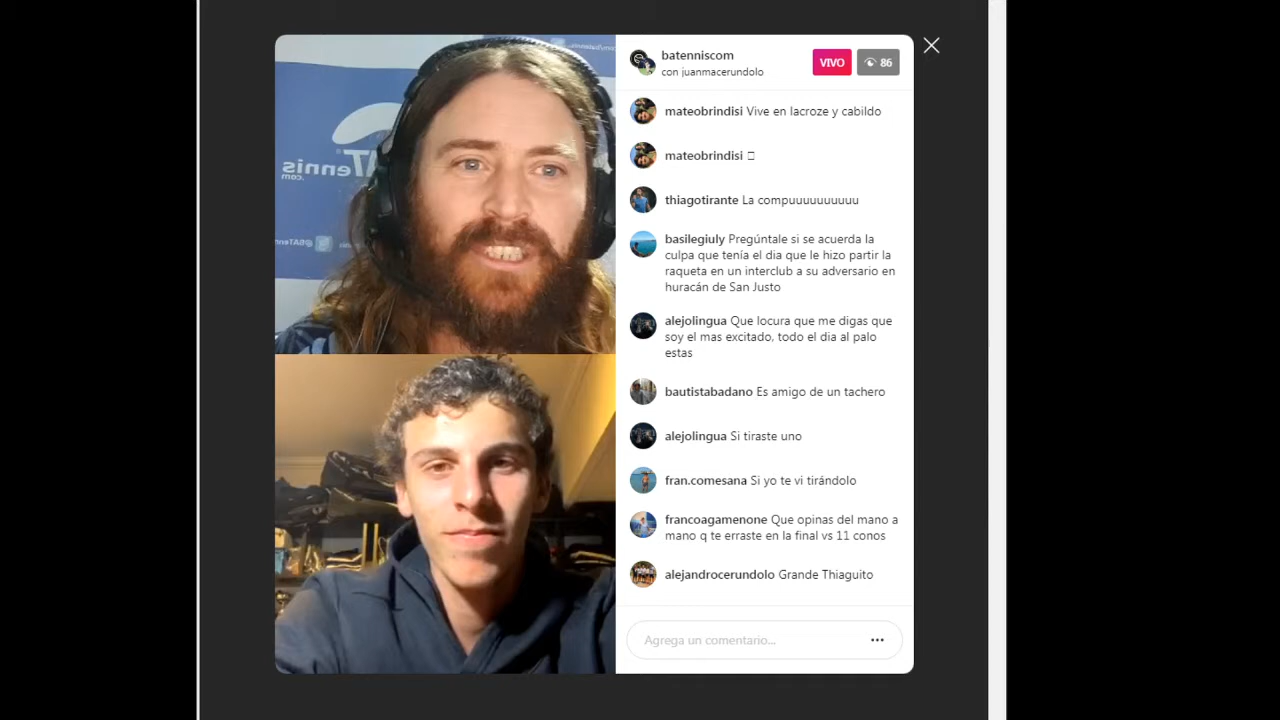 BATennis
.com
@BATenni
batenniscom
con juanmacerundolo
VIVO
86
mateobrindisi Vive en lacroze y cabildo
mateobrindisi
thiagotirante La compuuuuuuuuuu
basilegiuly Pregúntale si se acuerda la
culpa que tenía el dia que le hizo partir la
raqueta en un interclub a su adversario en
huracán de San Justo
alejolingua Que locura que me digas que
soy el mas excitado, todo el dia al palo
estas
bautistabadano Es amigo de un tachero
alejolingua Si tiraste uno
fran.comesana Si yo te vi tirándolo
francoagamenone Que opinas del mano a
mano q te erraste en la final vs 11 conos
alejandrocerundolo Grande Thiaguito
Agrega un comentario...